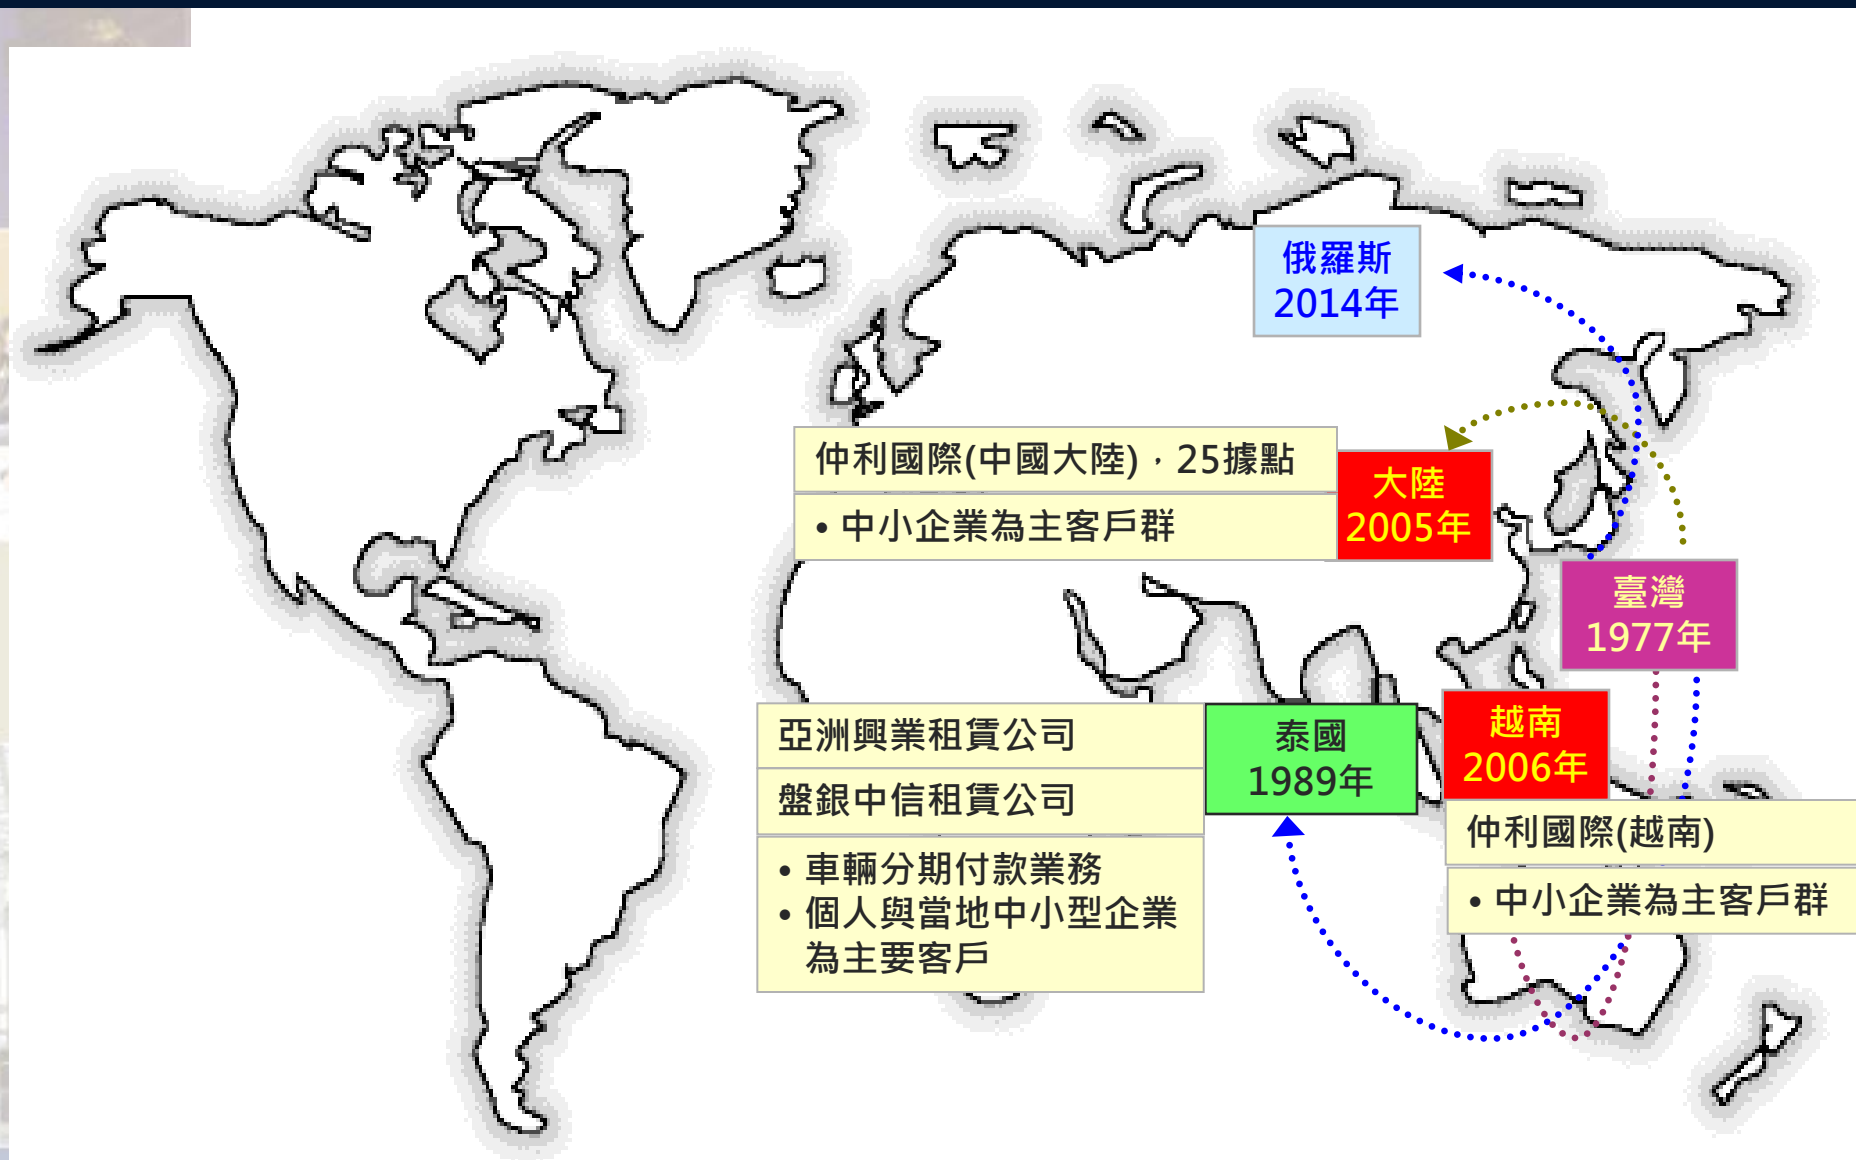 俄羅斯
2014年
仲利國際(中國大陸)，25據點
• 中小企業為主客戶群
大陸
2005年
臺灣
1977年
亞洲興業租賃公司
盤銀中信租賃公司
• 車輛分期付款業務
• 個人與當地中小型企業
為主要客戶
泰國
1989年
越南
2006年
仲利國際(越南)
• 中小企業為主客戶群